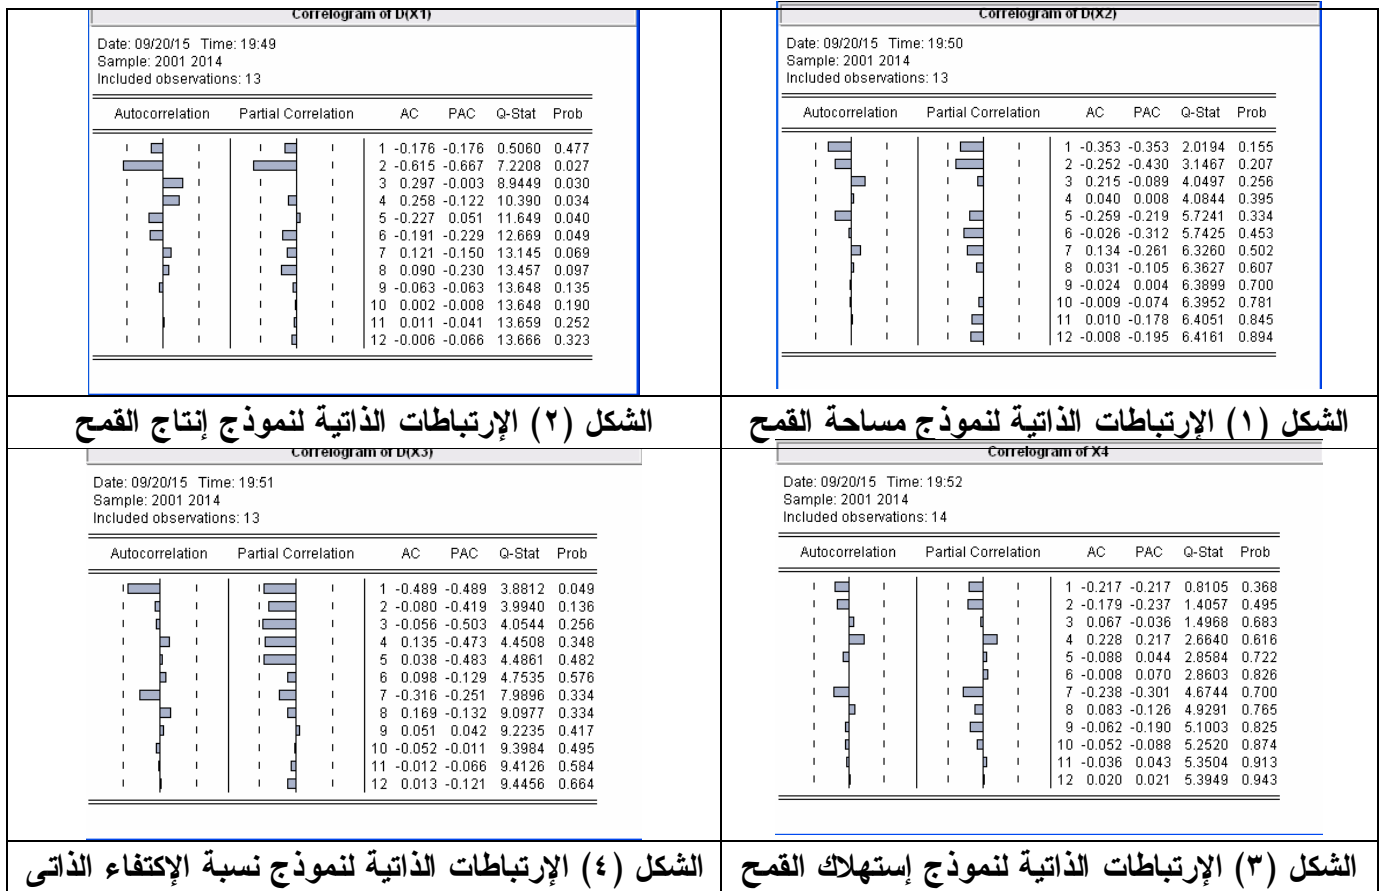 Correlogram of D(X1)
Date: 09/20/15 Time: 19:49
Sample: 2001 2014
Included observations: 13
Autocorrelation Partial Correlation AC PAC Q-Stat Prob
1 -0.176 -0.176 0.5060 0.477
2 -0.615 -0.667 7.2208 0.027
3 0.297 -0.003 8.9449 0.030
4 0.258 -0.122 10.390 0.034
5 -0.227 0.051 11.649 0.040
6 -0.191 -0.229 12.669 0.049
7 0.121 -0.150 13.145 0.069
8 0.090 -0.230 13.457 0.097
9 -0.063 -0.063 13.648 0.135
10 0.002 -0.008 13.648 0.190
11 0.011 -0.041 13.659 0.252
12 -0.006 -0.066 13.666 0.323
الشكل (٢) الإرتباطات الذاتية لنموذج إنتاج القمح
Correlogram of D(X2)
Date: 09/20/15 Time: 19:50
Sample: 2001 2014
Included observations: 13
Autocorrelation Partial Correlation AC PAC Q-Stat Prob
1 -0.353 -0.353 2.0194 0.155
2 -0.252 -0.430 3.1467 0.207
3 0.215 -0.089 4.0497 0.256
4 0.040 0.008 4.0844 0.395
5 -0.259 -0.219 5.7241 0.334
6 -0.026 -0.312 5.7425 0.453
7 0.134 -0.261 6.3260 0.502
8 0.031 -0.105 6.3627 0.607
9 -0.024 0.004 6.3899 0.700
10 -0.009 -0.074 6.3952 0.781
11 0.010 -0.178 6.4051 0.845
12 -0.008 -0.195 6.4161 0.894
الشكل (١) الإرتباطات الذاتية لنموذج مساحة القمح
Correlogram of D(X3)
Date: 09/20/15 Time: 19:51
Sample: 2001 2014
Included observations: 13
Autocorrelation Partial Correlation AC PAC Q-Stat Prob
1 -0.489 -0.489 3.8812 0.049
2 -0.080 -0.419 3.9940 0.136
3 -0.056 -0.503 4.0544 0.256
4 0.135 -0.473 4.4508 0.348
5 0.038 -0.483 4.4861 0.482
6 0.098 -0.129 4.7535 0.576
7 -0.316 -0.251 7.9896 0.334
8 0.169 -0.132 9.0977 0.334
9 0.051 0.042 9.2235 0.417
10 -0.052 -0.011 9.3984 0.495
11 -0.012 -0.066 9.4126 0.584
12 0.013 -0.121 9.4456 0.664
الشكل (٤) الإرتباطات الذاتية لنموذج نسبة الإكتفاء الذاتى
Correlogram of X4
Date: 09/20/15 Time: 19:52
Sample: 2001 2014
Included observations: 14
Autocorrelation Partial Correlation AC PAC Q-Stat Prob
1 -0.217 -0.217 0.8105 0.368
2 -0.179 -0.237 1.4057 0.495
3 0.067 -0.036 1.4968 0.683
4 0.228 0.217 2.6640 0.616
5 -0.088 0.044 2.8584 0.722
6 -0.008 0.070 2.8603 0.826
7 -0.238 -0.301 4.6744 0.700
8 0.083 -0.126 4.9291 0.765
9 -0.062 -0.190 5.1003 0.825
10 -0.052 -0.088 5.2520 0.874
11 -0.036 0.043 5.3504 0.913
12 0.020 0.021 5.3949 0.943
الشكل (٣) الإرتباطات الذاتية لنموذج إستهلاك القمح